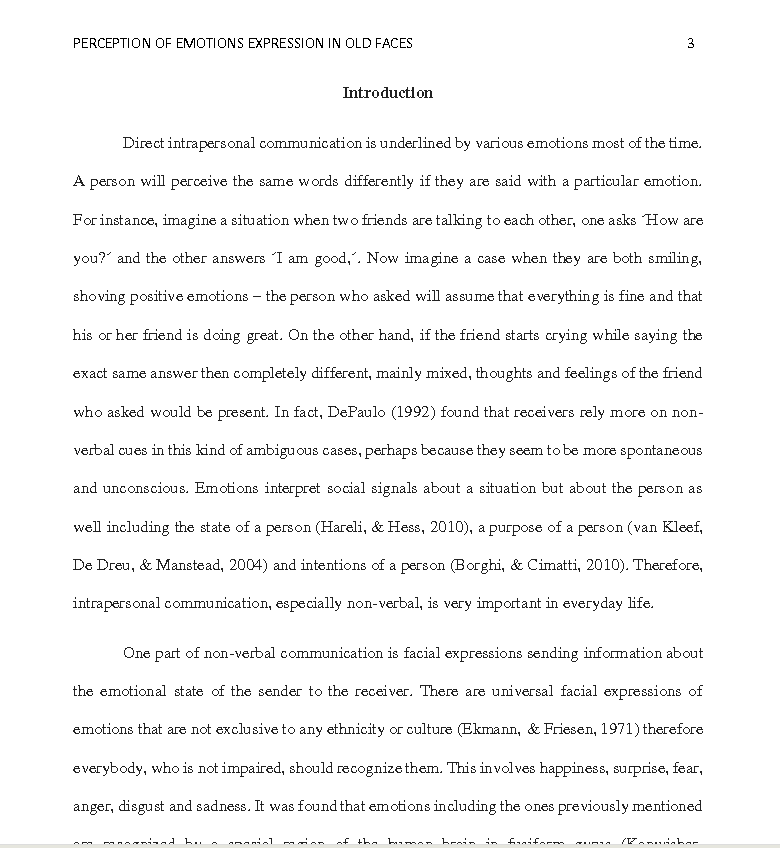 PERCEPTION OF EMOTIONS EXPRESSION IN OLD FACES 3
Introduction
Direct intrapersonal communication is underlined by various emotions most of the time.
A person will perceive the same words differently if they are said with a particular emotion.
For instance, imagine a situation when two friends are talking to each other, one asks ´How are
you?´ and the other answers ´I am good,´. Now imagine a case when they are both smiling,
shoving positive emotions – the person who asked will assume that everything is fine and that
his or her friend is doing great. On the other hand, if the friend starts crying while saying the
exact same answer then completely different, mainly mixed, thoughts and feelings of the friend
who asked would be present. In fact, DePaulo (1992) found that receivers rely more on non-
verbal cues in this kind of ambiguous cases, perhaps because they seem to be more spontaneous
and unconscious. Emotions interpret social signals about a situation but about the person as
well including the state of a person (Hareli, & Hess, 2010), a purpose of a person (van Kleef,
De Dreu, & Manstead, 2004) and intentions of a person (Borghi, & Cimatti, 2010). Therefore,
intrapersonal communication, especially non-verbal, is very important in everyday life.
One part of non-verbal communication is facial expressions sending information about
the emotional state of the sender to the receiver. There are universal facial expressions of
emotions that are not exclusive to any ethnicity or culture (Ekmann, & Friesen, 1971) therefore
everybody, who is not impaired, should recognize them. This involves happiness, surprise, fear,
anger, disgust and sadness. It was found that emotions including the ones previously mentioned
are recognized by a special region of the human brain in fusiform gyrus (Kanwisher,